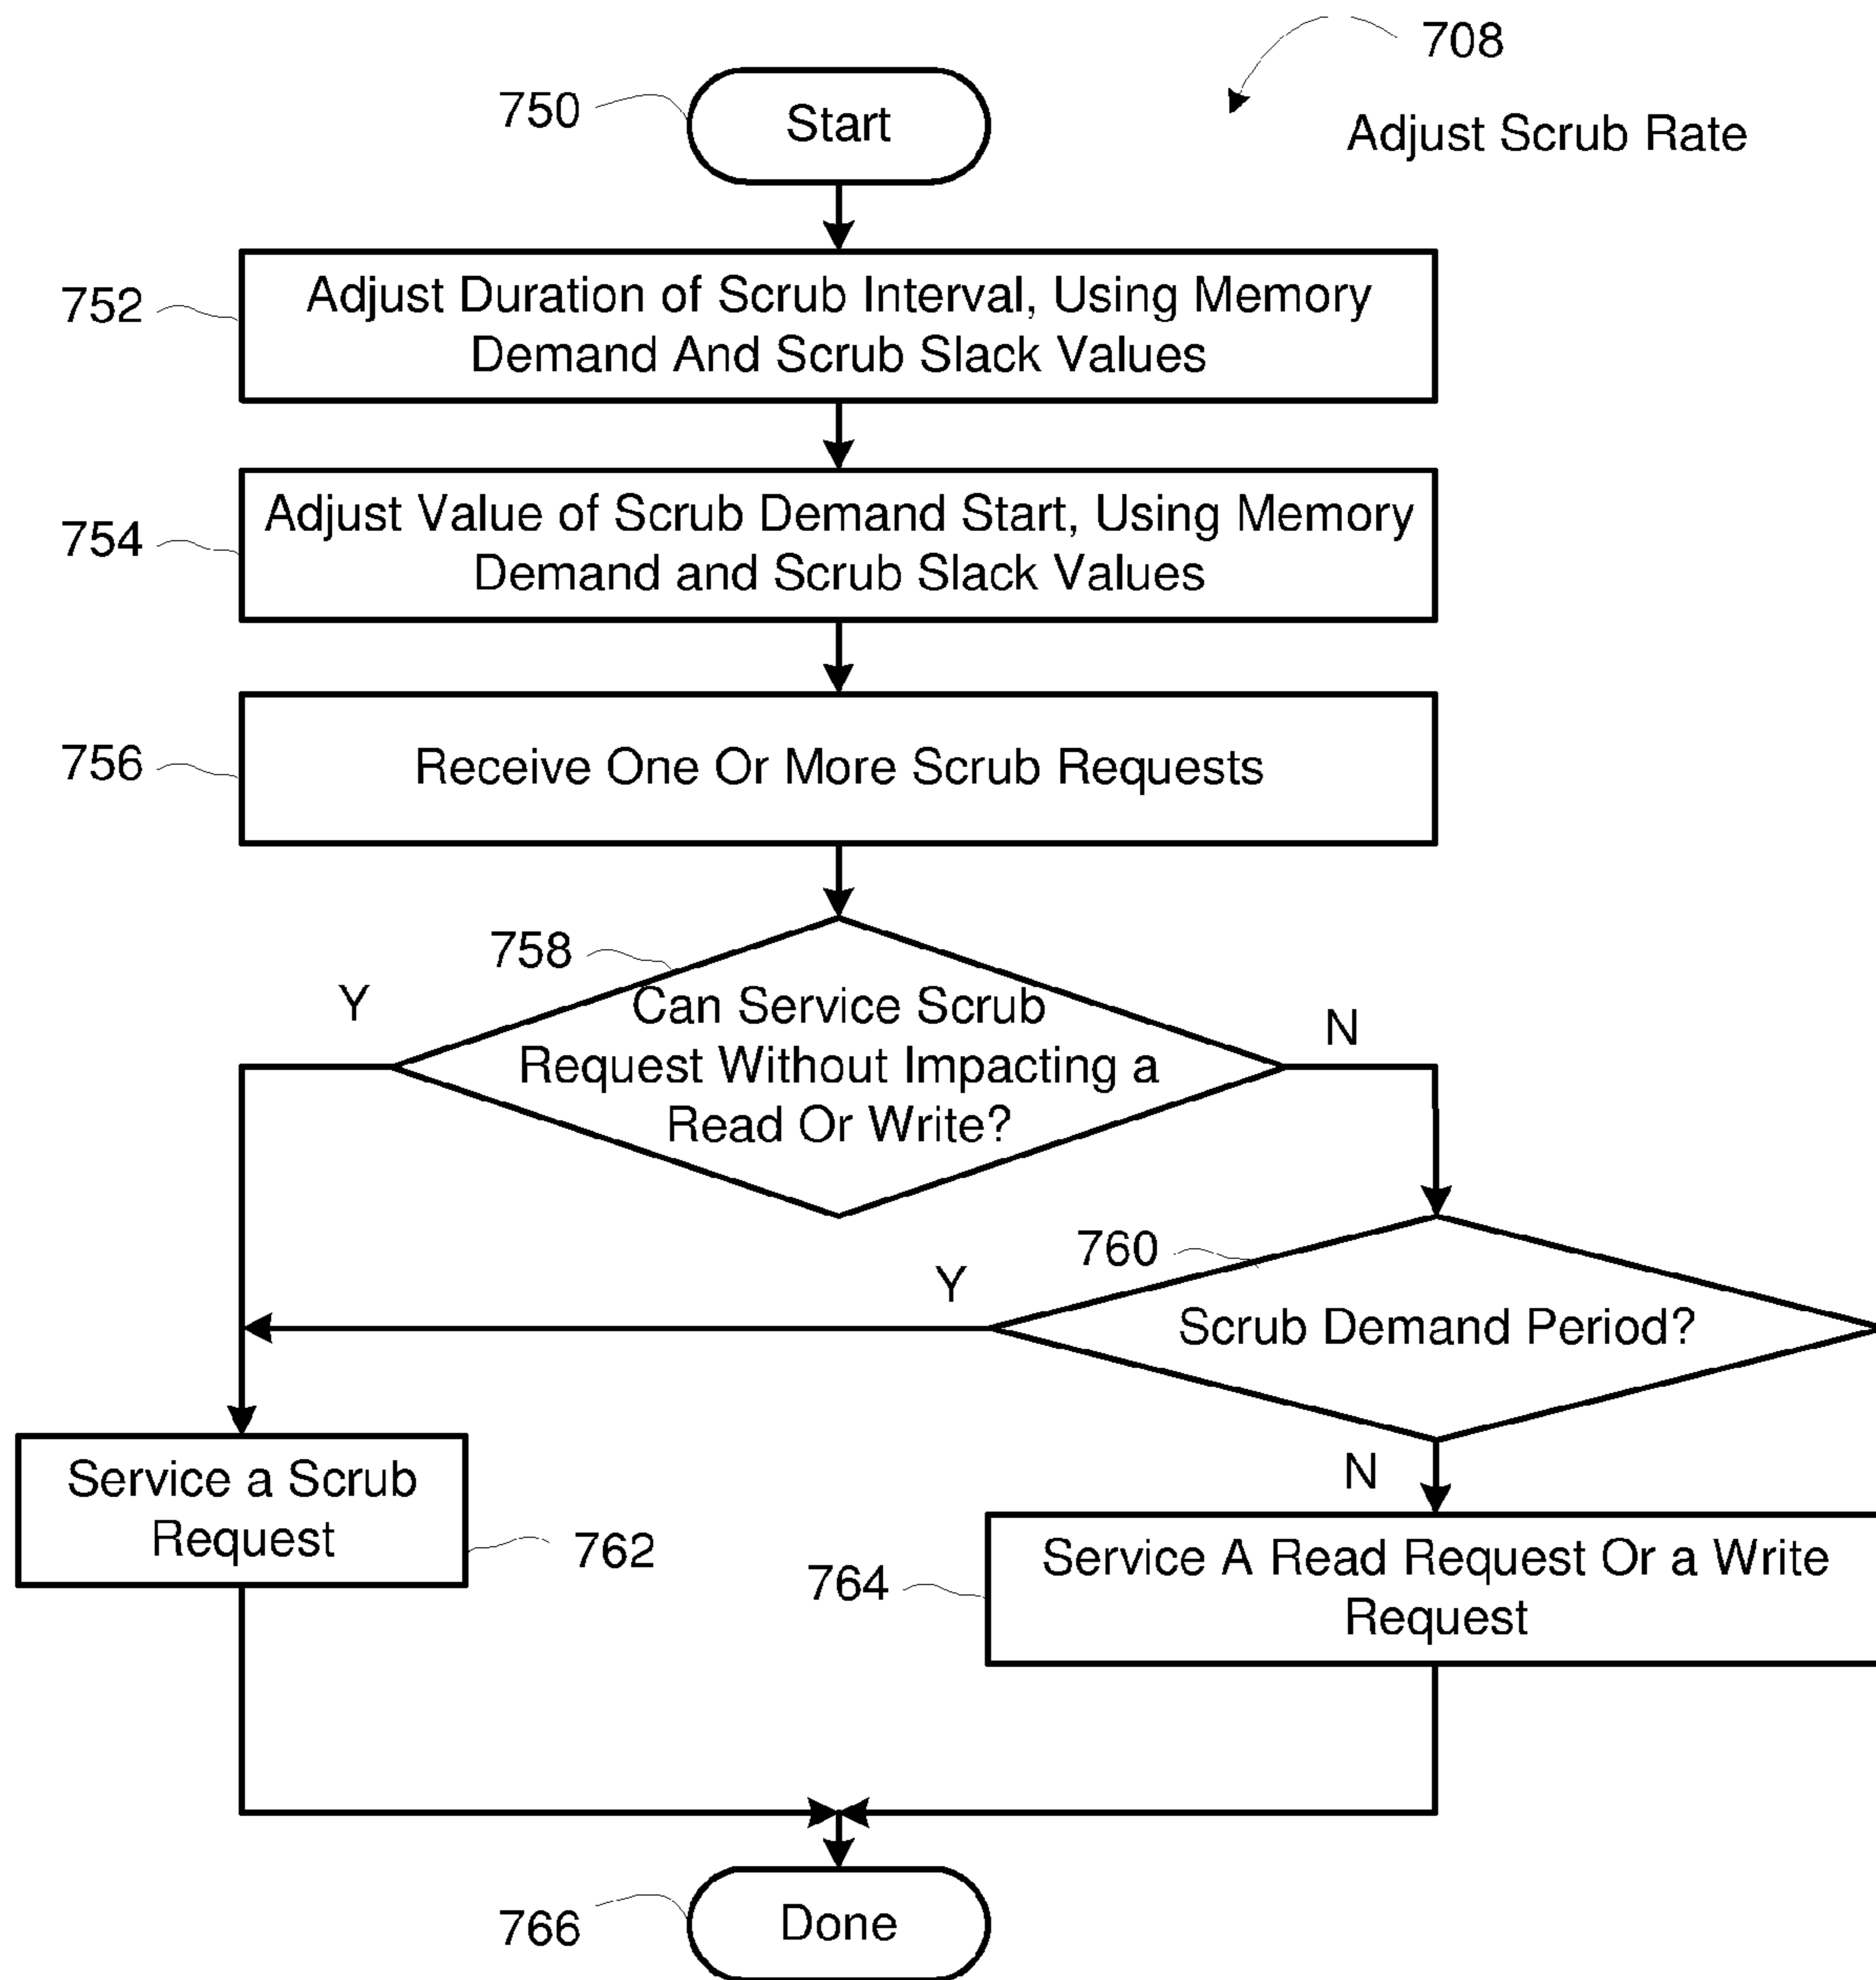 708
750
Start
Adjust Scrub Rate
752
Adjust Duration of Scrub Interval, Using Memory
Demand And Scrub Slack Values
754
Adjust Value of Scrub Demand Start, Using Memory
Demand and Scrub Slack Values
756
Receive One Or More Scrub Requests
758
Y
Can Service Scrub
Request Without Impacting a
Read Or Write?
N
760
Y
Scrub Demand Period?
N
Service a Scrub
Request
762
764
Service A Read Request Or a Write
Request
766
Done